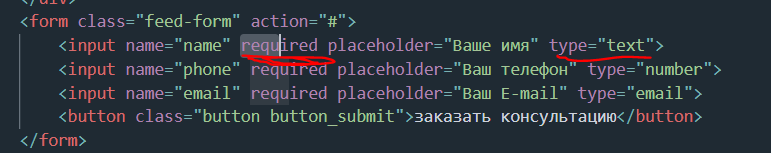 </div>
<form class="feed-form" action="#">
<input name="name" required placeholder="Ваше имя" type="text">
<input name="phone" required placeholder="Ваш телефон" type="number">
<input name="email" required placeholder="Ваш E-mail" type="email">
<button class="button button_submit">заказать консультацию</button>
</form>